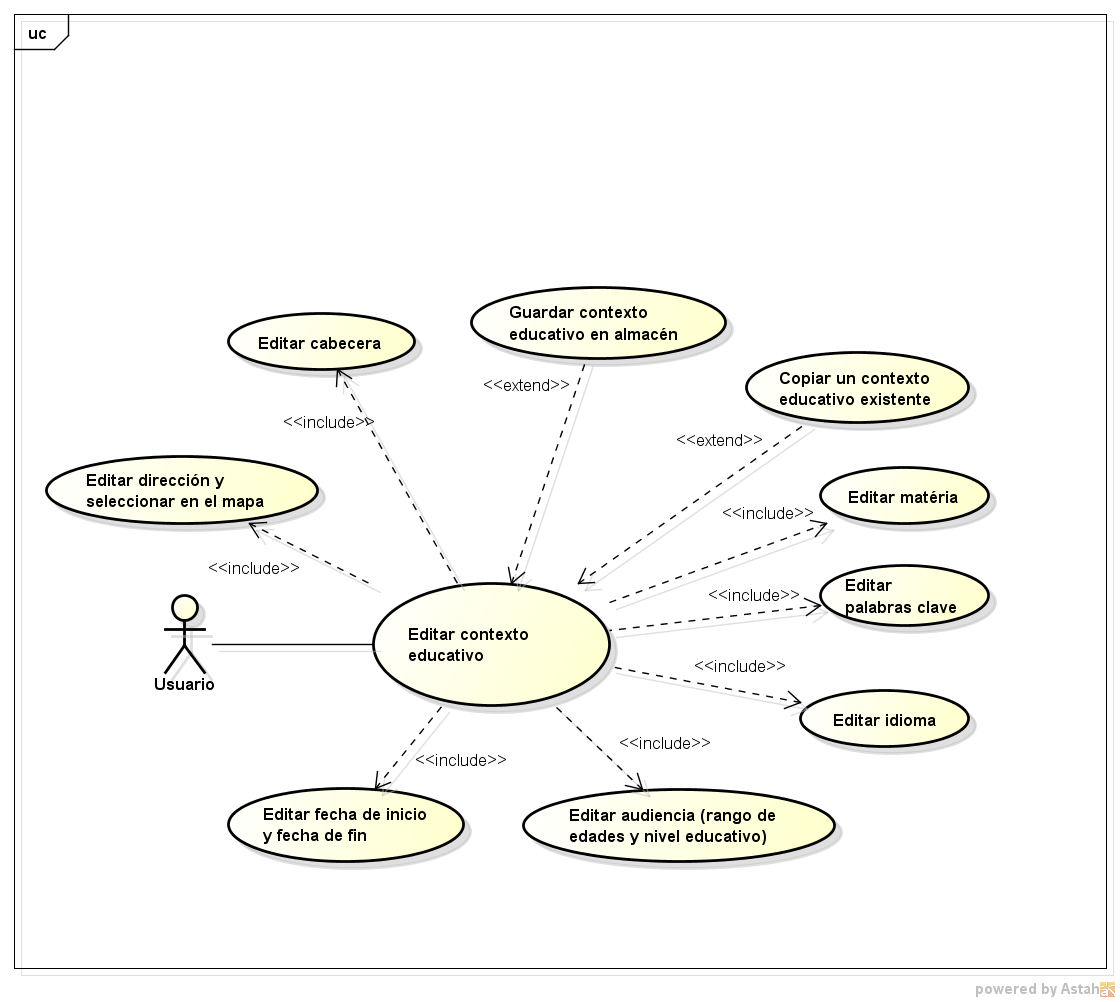 uc
Guardar contexto
educativo en almacén
Editar cabecera
<<extend>>
Copiar un contexto
educativo existente
<<include>>
<<extend>>
Editar dirección y
seleccionar en el mapa
Editar matéria
<<include>>
<<include>>
Editar
palabras clave
<<include>>
Editar contexto
educativo
<<include>>
Usuario
Editar idioma
<<include>>
<<include>>
Editar fecha de inicio
y fecha de fin
Editar audiencia (rango de
edades y nivel educativo)
powered by Astah